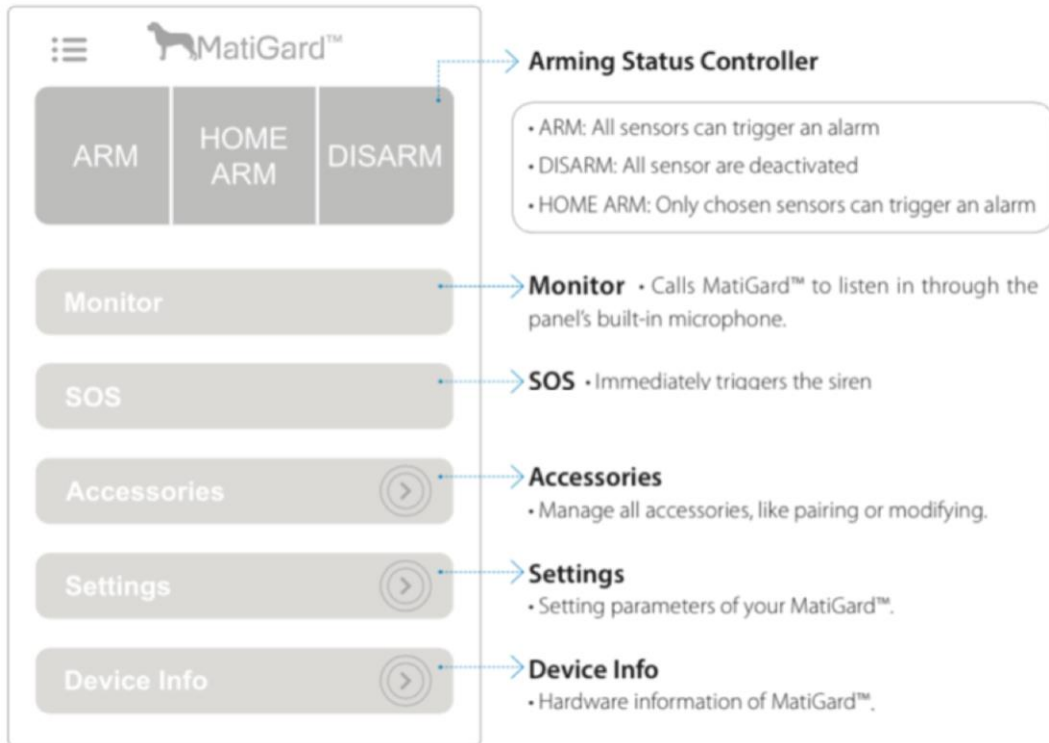 MatiGard™
ARM
HOME
ARM
DISARM
Monitor
SOS
Accessories
Settings
Device Info
Arming Status Controller
• ARM: All sensors can trigger an alarm
• DISARM: All sensor are deactivated
• HOME ARM: Only chosen sensors can trigger an alarm
Monitor • Calls MatiGard™ to listen in through the
panel's built-in microphone.
SOS • Immediately triggers the siren
Accessories
• Manage all accessories, like pairing or modifying.
Settings
• Setting parameters of your MatiGard™.
Device Info
• Hardware information of MatiGard™.